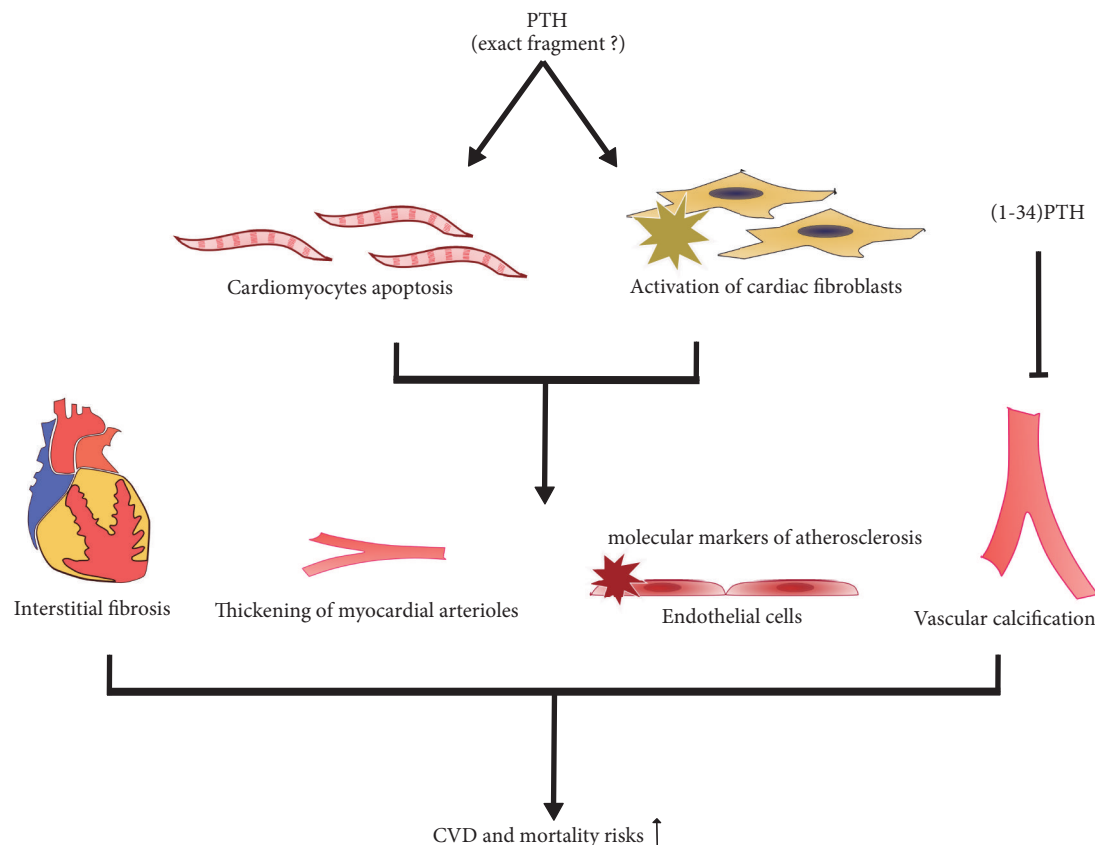 PTH
(exact fragment ?)
(1-34)PTH
Cardiomyocytes apoptosis
Activation of cardiac fibroblasts
molecular markers of atherosclerosis
Interstitial fibrosis
Thickening of myocardial arterioles
Endothelial cells
Vascular calcification
CVD and mortality risks ↑